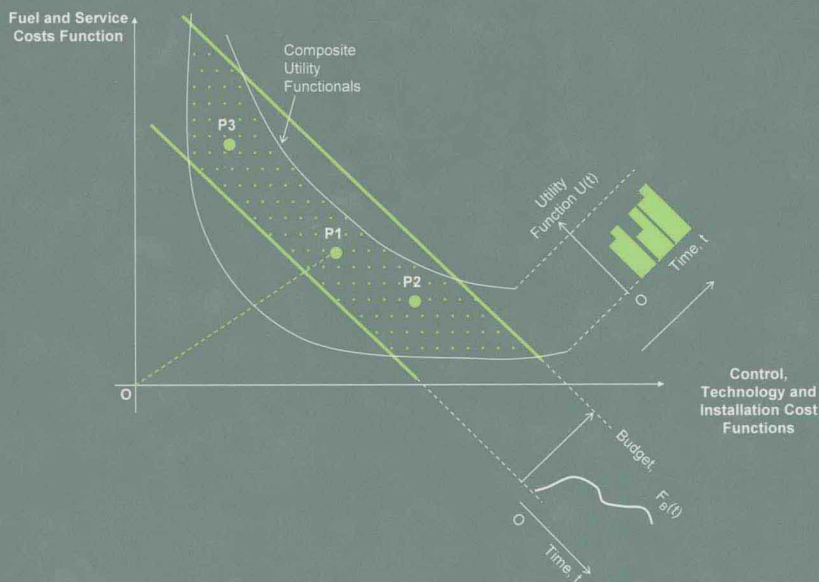 Fuel and Service
Costs Function
Composite
Utility
Functionals
P3
P1
P2
Utility
Function U(t)
Time, t
O
O
Control,
Technology and
Installation Cost
Functions
Budget,
F_B(t)
O
Time, t